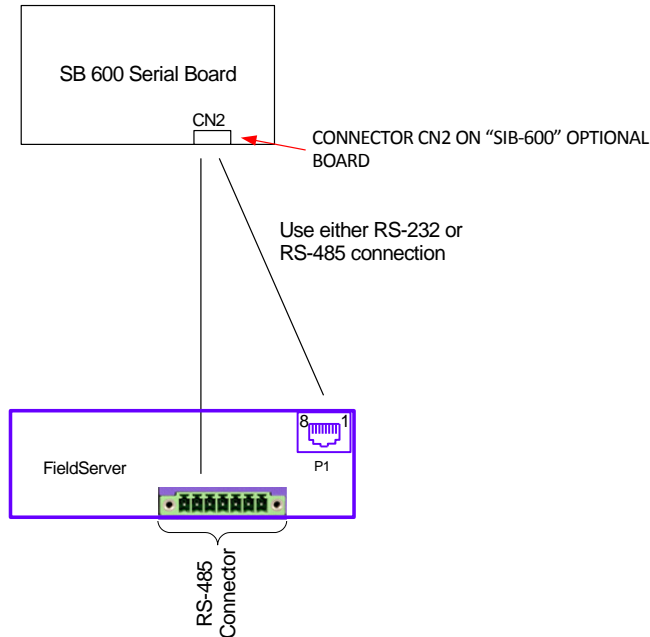 SB 600 Serial Board
CN2
CONNECTOR CN2 ON “SIB-600” OPTIONAL
BOARD
Use either RS-232 or
RS-485 connection
8 1
P1
FieldServer
RS-485
Connector